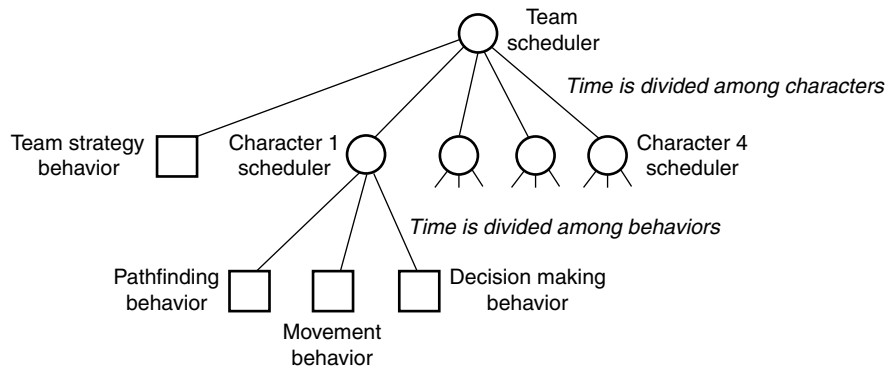 Team
scheduler
Time is divided among characters
Team strategy
behavior
Character 1
scheduler
Character 4
scheduler
Time is divided among behaviors
Pathfinding
behavior
Movement
behavior
Decision making
behavior